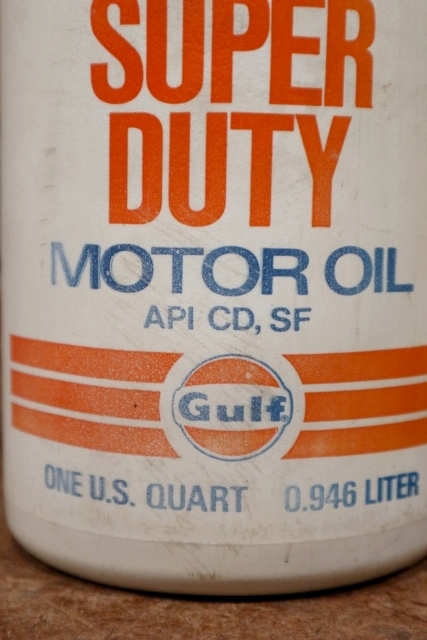 SUPER
DUTY
MOTOR OIL
API CD, SF
Gulf
ONE U.S. QUART 0.946 LITER